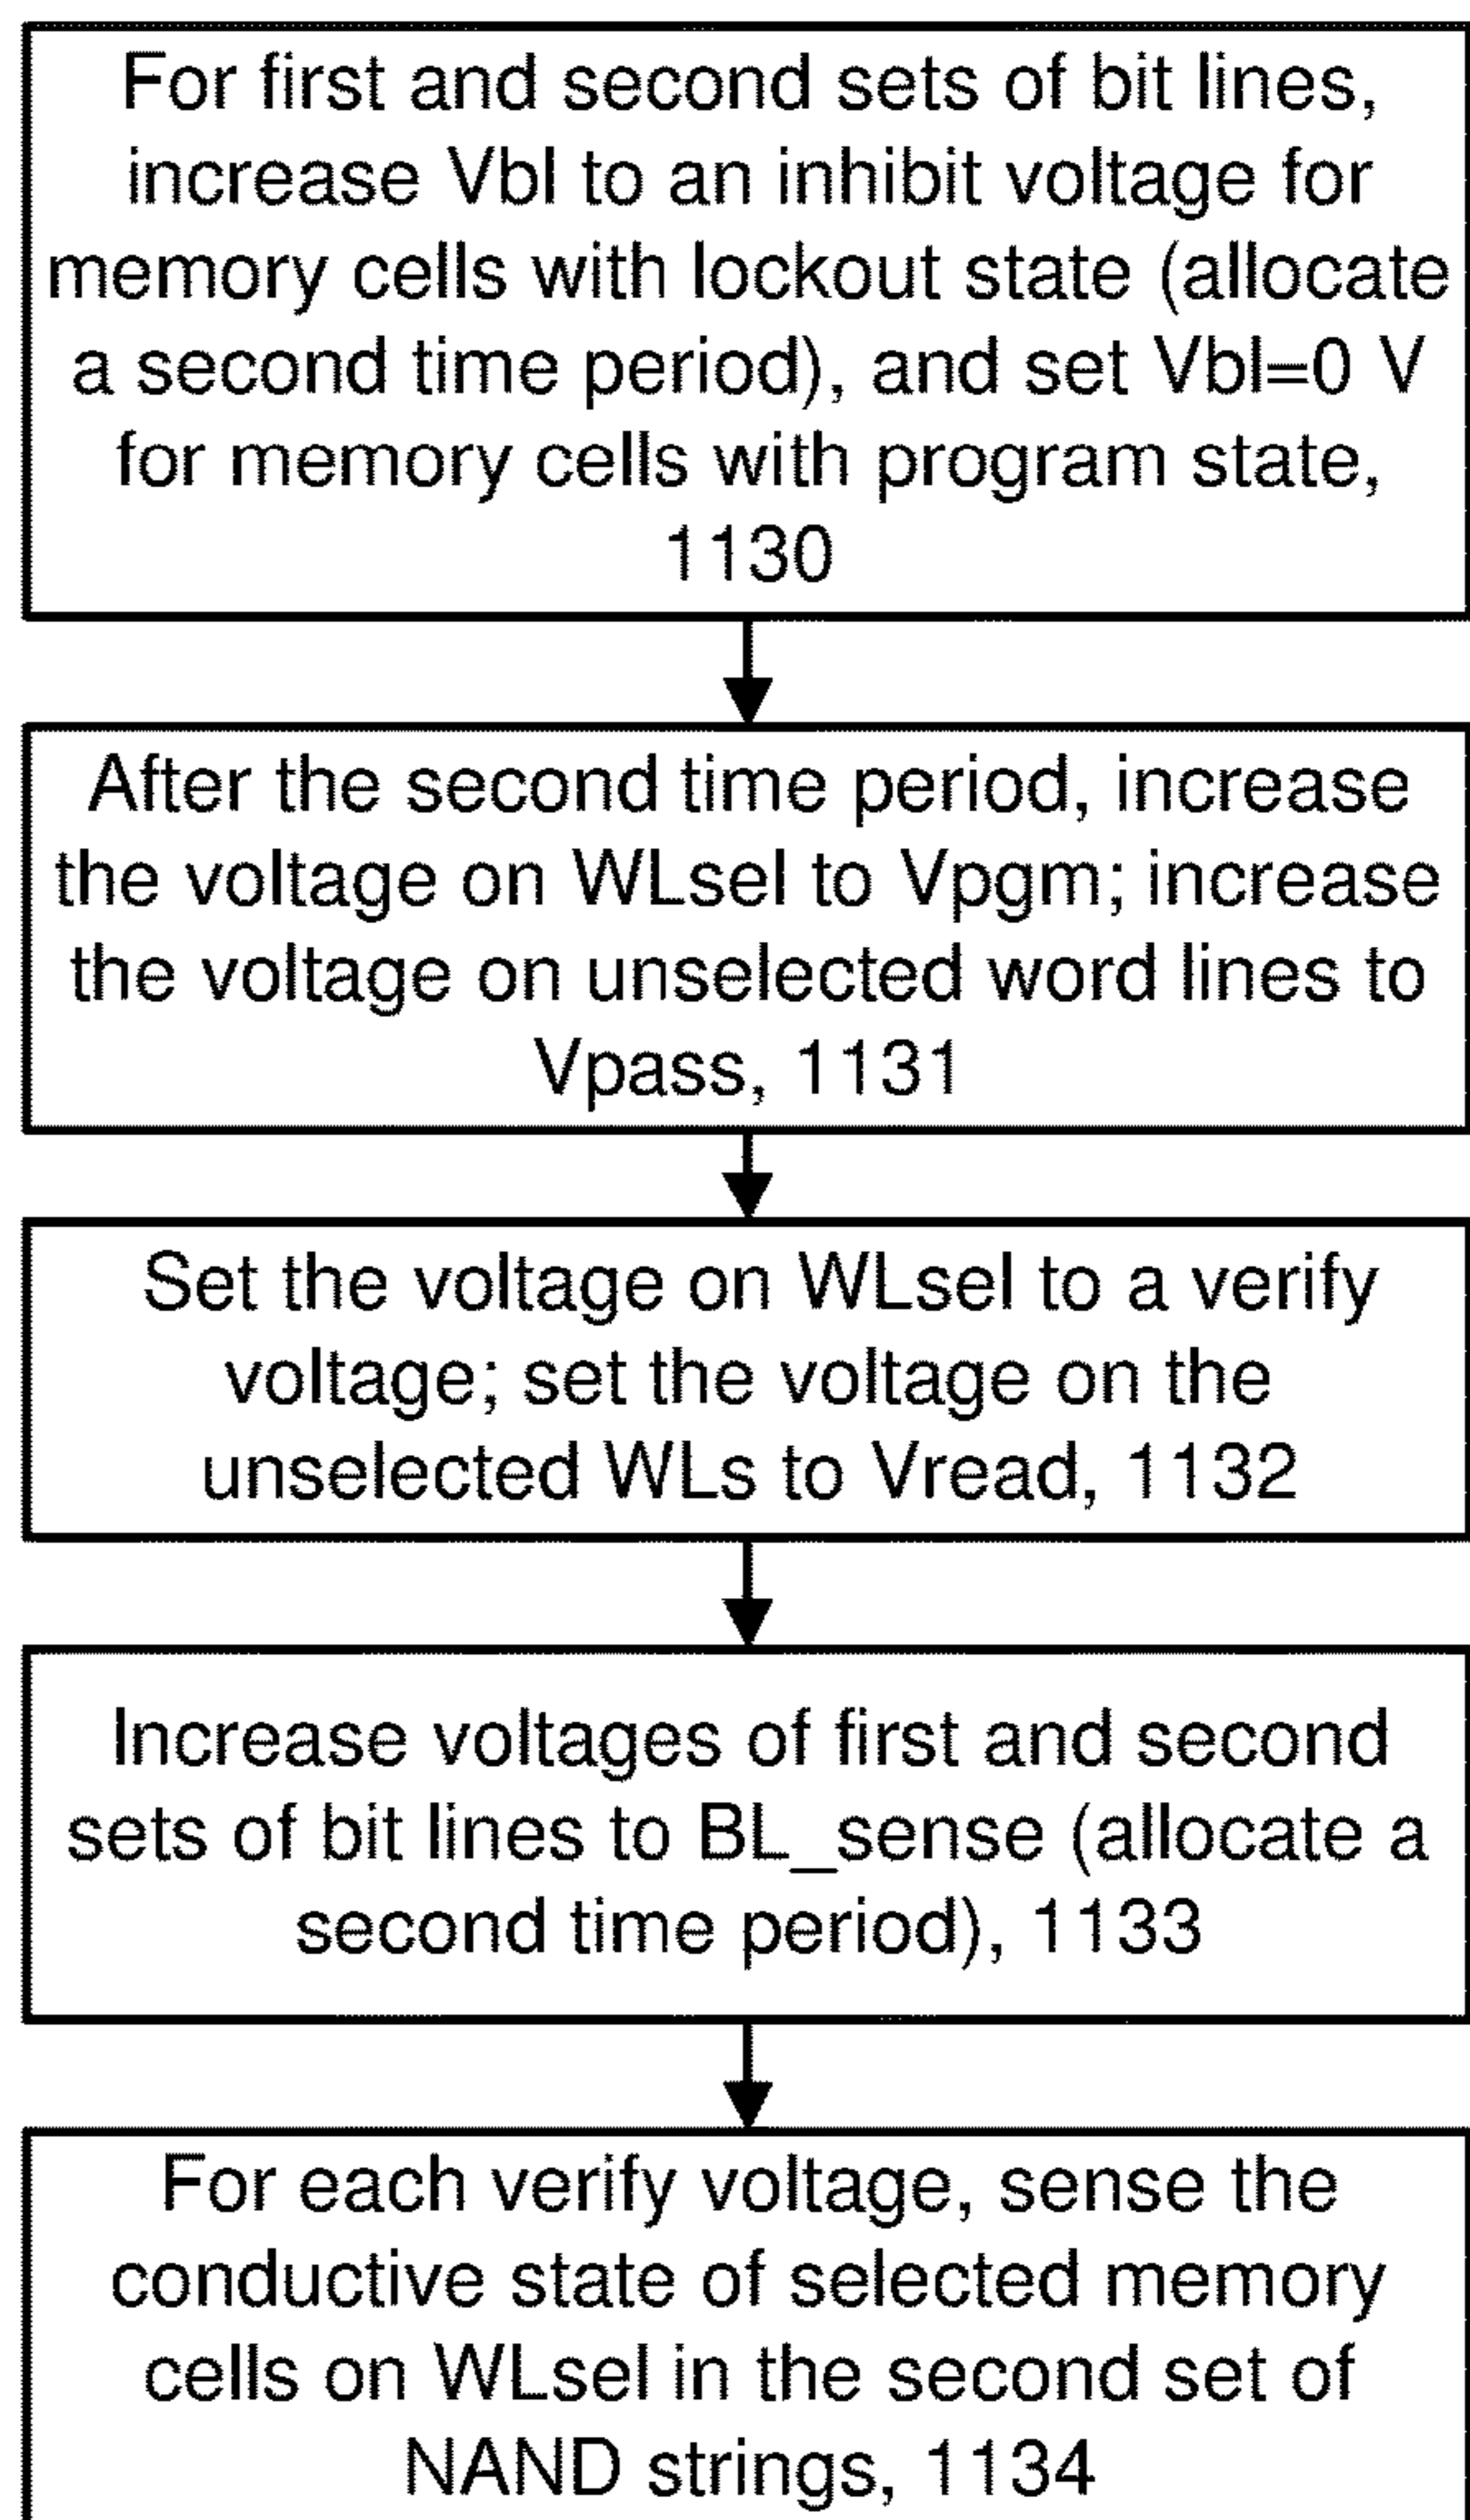 For first and second sets of bit lines,
increase Vbl to an inhibit voltage for
memory cells with lockout state (allocate
a second time period), and set Vbl=0 V
for memory cells with program state,
1130
After the second time period, increase
the voltage on WLsel to Vpgm; increase
the voltage on unselected word lines to
Vpass, 1131
Set the voltage on WLsel to a verify
voltage; set the voltage on the
unselected WLs to Vread, 1132
Increase voltages of first and second
sets of bit lines to BL_sense (allocate a
second time period), 1133
For each verify voltage, sense the
conductive state of selected memory
cells on WLsel in the second set of
NAND strings, 1134